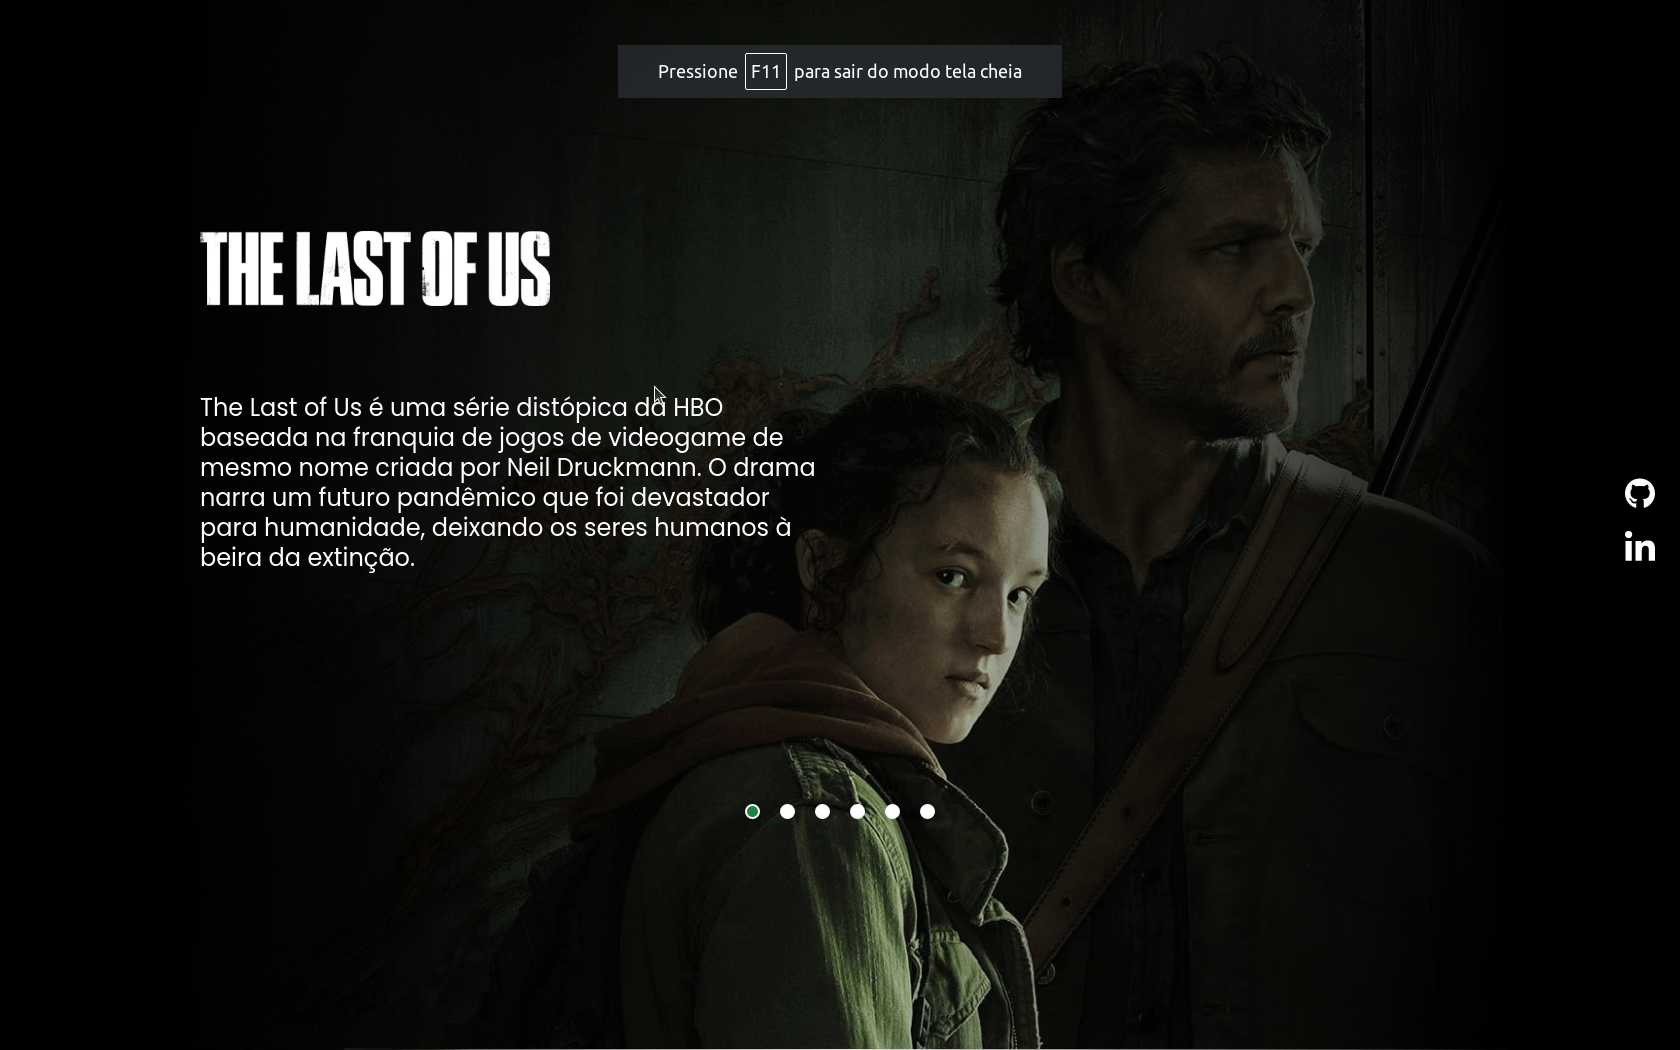 Pressione F11 para sair do modo tela cheia
THE LAST OF US
The Last of Us é uma série distópica da HBO
baseada na franquia de jogos de videogame de
mesmo nome criada por Neil Druckmann. O drama
narra um futuro pandêmico que foi devastador
para humanidade, deixando os seres humanos à
beira da extinção.
in